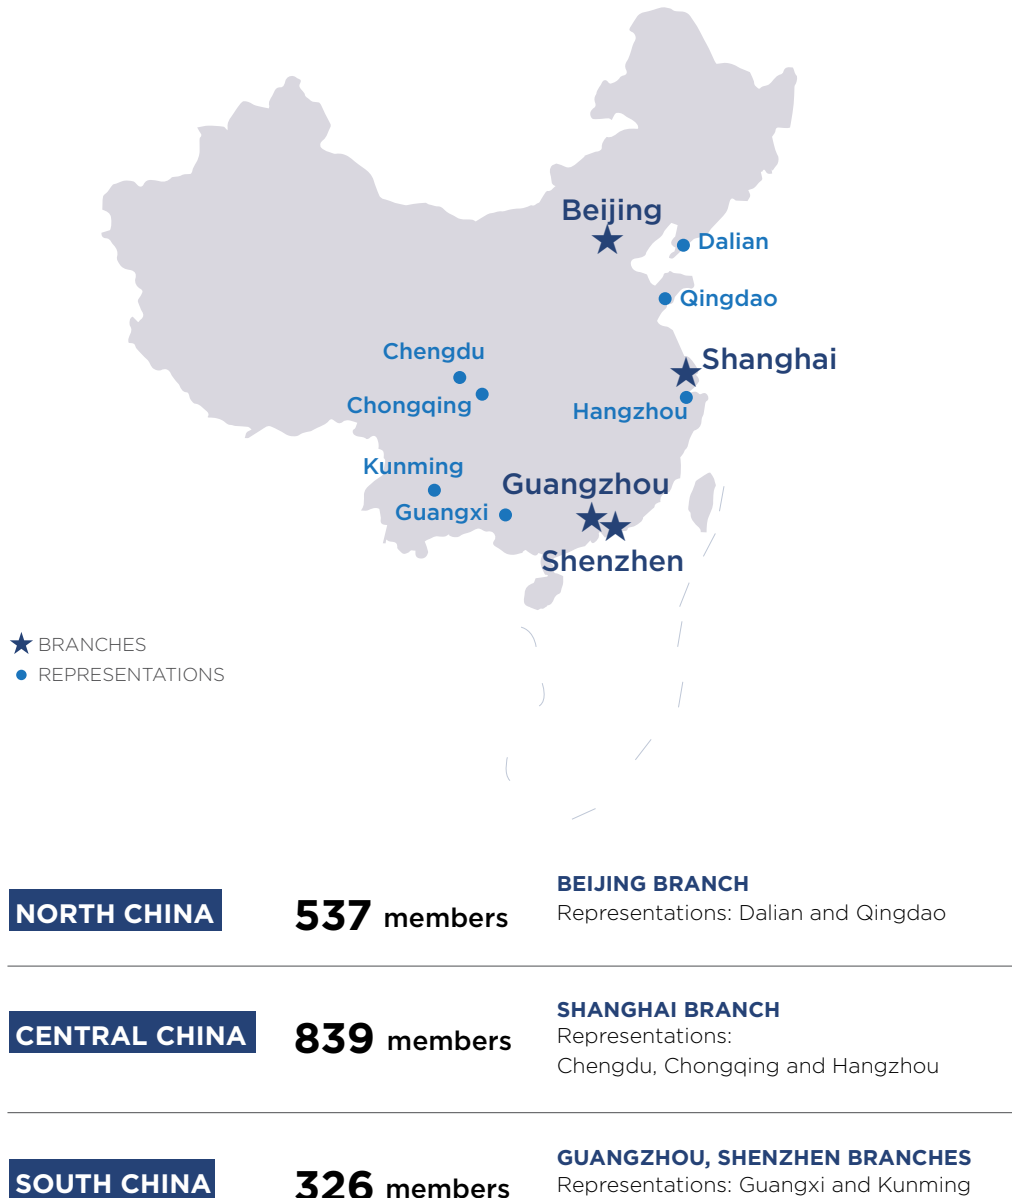 Beijing
Dalian
Qingdao
Chengdu
Shanghai
Chongqing
Hangzhou
Kunming
Guangzhou
Guangxi
Shenzhen
BRANCHES
REPRESENTATIONS
NORTH CHINA
537 members
BEIJING BRANCH
Representations: Dalian and Qingdao
CENTRAL CHINA
839 members
SHANGHAI BRANCH
Representations:
Chengdu, Chongqing and Hangzhou
SOUTH CHINA
326 members
GUANGZHOU, SHENZHEN BRANCHES
Representations: Guangxi and Kunming